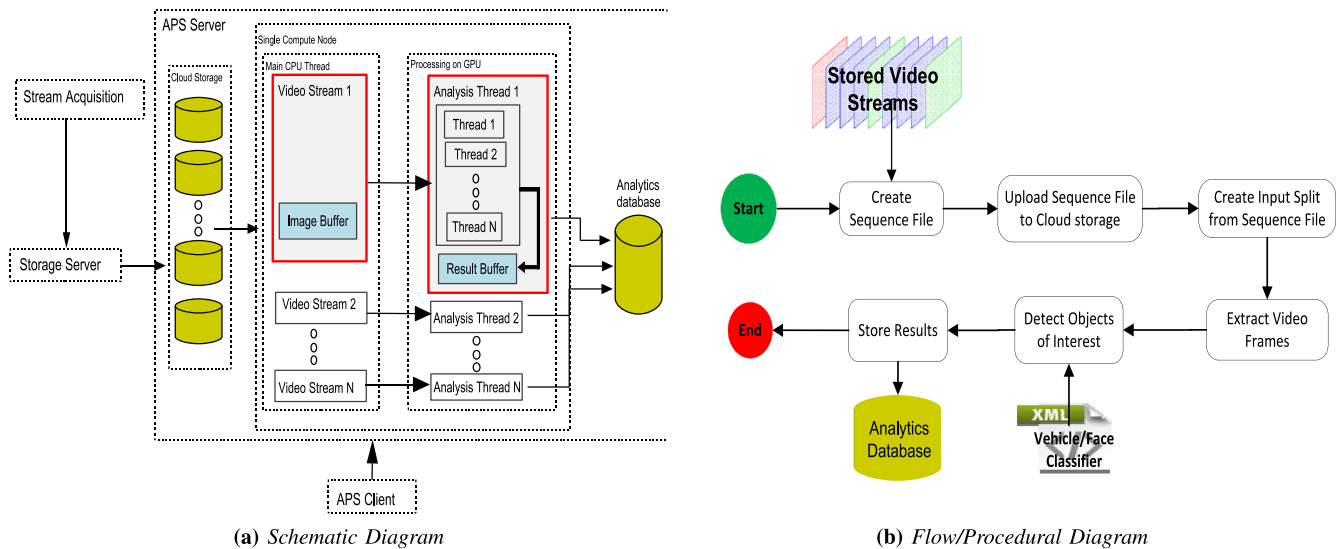 APS Server
Single Compute Node
Cloud Storage
Main CPU Thread
Processing on GPU
Stream Acquisition
Storage Server
Video Stream 1
Image Buffer
Video Stream 2
Video Stream N
Analysis Thread 1
Thread 1
Thread 2
Thread N
Result Buffer
Analysis Thread 2
Analysis Thread N
Analytics
database
APS Client
(a) Schematic Diagram
Stored Video
Streams
Start
Create
Sequence File
Upload Sequence File
to Cloud storage
Create Input Split
from Sequence File
Extract Video
Frames
Detect Objects
of Interest
Store Results
End
Analytics
Database
XML
Vehicle/Face
Classifier
(b) Flow/Procedural Diagram